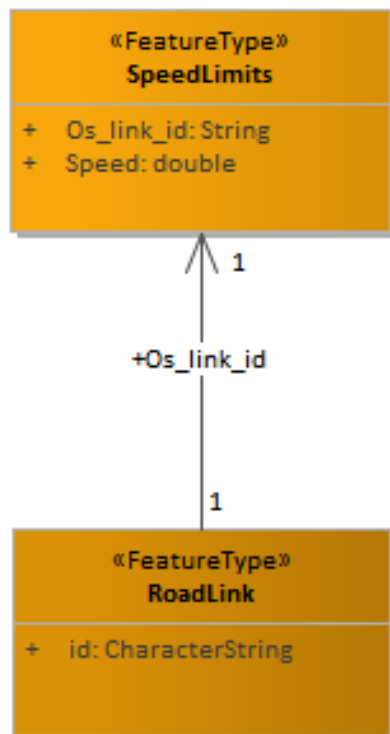 «FeatureType»
SpeedLimits
+ Os_link_id: String
+ Speed: double
1
+Os_link_id
1
«FeatureType»
RoadLink
+ id: CharacterString